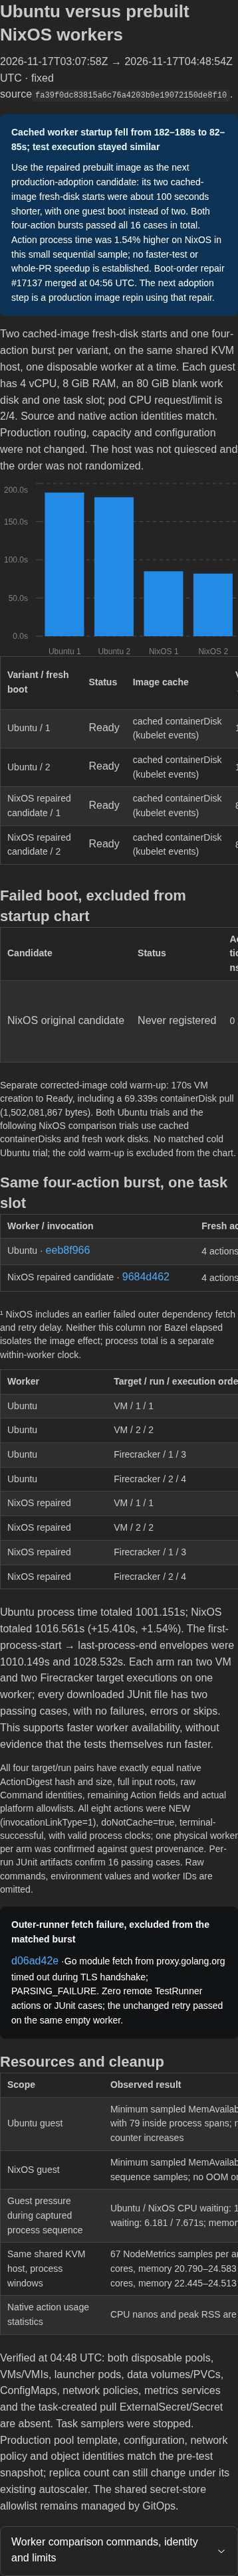 Ubuntu versus prebuilt
NixOS workers
2026-11-17T03:07:58Z → 2026-11-17T04:48:54Z
UTC · fixed
source fa39f0dc83815a6c76a4203b9e19072150de8f10.
Cached worker startup fell from 182–188s to 82–
85s; test execution stayed similar
Use the repaired prebuilt image as the next
production-adoption candidate: its two cached-
image fresh-disk starts were about 100 seconds
shorter, with one guest boot instead of two. Both
four-action bursts passed all 16 cases in total.
Action process time was 1.54% higher on NixOS in
this small sequential sample; no faster-test or
whole-PR speedup is established. Boot-order repair
#17137 merged at 04:56 UTC. The next adoption
step is a production image repin using that repair.
Two cached-image fresh-disk starts and one four-
action burst per variant, on the same shared KVM
host, one disposable worker at a time. Each guest
has 4 vCPU, 8 GiB RAM, an 80 GiB blank work
disk and one task slot; pod CPU request/limit is
2/4. Source and native action identities match.
Production routing, capacity and configuration
were not changed. The host was not quiesced and
the order was not randomized.
200.0s
150.0s
100.0s
50.0s
0.0s
Ubuntu 1 Ubuntu 2 NixOS 1 NixOS 2
Variant / fresh
boot Status Image cache
Ubuntu / 1 Ready cached containerDisk
(kubelet events)
Ubuntu / 2 Ready cached containerDisk
(kubelet events)
NixOS repaired
candidate / 1 Ready cached containerDisk
(kubelet events)
NixOS repaired
candidate / 2 Ready cached containerDisk
(kubelet events)
Failed boot, excluded from
startup chart
Candidate Status
NixOS original candidate Never registered 0
Separate corrected-image cold warm-up: 170s VM
creation to Ready, including a 69.339s containerDisk pull
(1,502,081,867 bytes). Both Ubuntu trials and the
following NixOS comparison trials use cached
containerDisks and fresh work disks. No matched cold
Ubuntu trial; the cold warm-up is excluded from the chart.
Same four-action burst, one task
slot
Worker / invocation Fresh ac
Ubuntu · eeb8f966 4 actions
NixOS repaired candidate · 9684d462 4 actions
¹ NixOS includes an earlier failed outer dependency fetch
and retry delay. Neither this column nor Bazel elapsed
isolates the image effect; process total is a separate
within-worker clock.
Worker Target / run / execution orde
Ubuntu VM / 1 / 1
Ubuntu VM / 2 / 2
Ubuntu Firecracker / 1 / 3
Ubuntu Firecracker / 2 / 4
NixOS repaired VM / 1 / 1
NixOS repaired VM / 2 / 2
NixOS repaired Firecracker / 1 / 3
NixOS repaired Firecracker / 2 / 4
Ubuntu process time totaled 1001.151s; NixOS
totaled 1016.561s (+15.410s, +1.54%). The first-
process-start → last-process-end envelopes were
1010.149s and 1028.532s. Each arm ran two VM
and two Firecracker target executions on one
worker; every downloaded JUnit file has two
passing cases, with no failures, errors or skips.
This supports faster worker availability, without
evidence that the tests themselves run faster.
All four target/run pairs have exactly equal native
ActionDigest hash and size, full input roots, raw
Command identities, remaining Action fields and actual
platform allowlists. All eight actions were NEW
(invocationLinkType=1), doNotCache=true, terminal-
successful, with valid process clocks; one physical worker
per arm was confirmed against guest provenance. Per-
run JUnit artifacts confirm 16 passing cases. Raw
commands, environment values and worker IDs are
omitted.
Outer-runner fetch failure, excluded from the
matched burst
d06ad42e ·Go module fetch from proxy.golang.org
timed out during TLS handshake;
PARSING_FAILURE. Zero remote TestRunner
actions or JUnit cases; the unchanged retry passed
on the same empty worker.
Resources and cleanup
Scope Observed result
Ubuntu guest Minimum sampled MemAvailab
with 79 inside process spans; r
counter increases
NixOS guest Minimum sampled MemAvailab
sequence samples; no OOM or
Guest pressure
during captured
process sequence Ubuntu / NixOS CPU waiting: 1
waiting: 6.181 / 7.671s; memor
Same shared KVM
host, process
windows 67 NodeMetrics samples per ar
cores, memory 20.790–24.583
cores, memory 22.445–24.513
Native action usage
statistics CPU nanos and peak RSS are
Verified at 04:48 UTC: both disposable pools,
VMs/VMIs, launcher pods, data volumes/PVCs,
ConfigMaps, network policies, metrics services
and the task-created pull ExternalSecret/Secret
are absent. Task samplers were stopped.
Production pool template, configuration, network
policy and object identities match the pre-test
snapshot; replica count can still change under its
existing autoscaler. The shared secret-store
allowlist remains managed by GitOps.
Worker comparison commands, identity
and limits